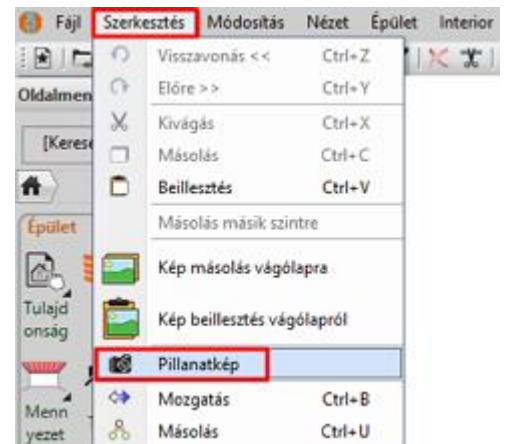 Fájl Szerkesztés Módosítás Nézet Épület Interior
Visszavonás << Ctrl+Z
Oldalmen
Előre >> Ctrl+Y
Kivágás Ctrl+X
[Kerese
Másolás Ctrl+C
Beillesztés Ctrl+V
Épület
Másolás másik szintre
Kép másolás vágólapra
Tulajd
onság
Kép beillesztés vágólapról
Pillanatkép
Menn
yezet
Mozgatás Ctrl+B
Másolás Ctrl+U